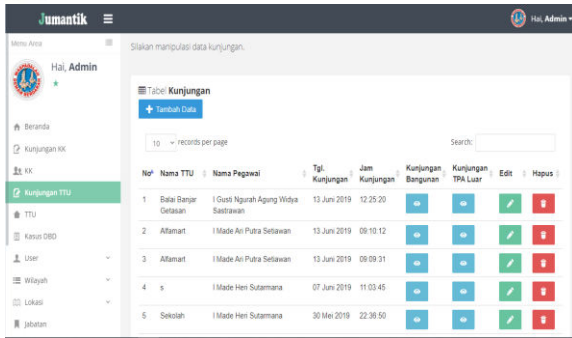 Jumantik
Hai, Admin
Menu Area
Hai, Admin
Beranda
Kunjungan KK
KK
Kunjungan TTU
TTU
Kasus DBD
User
Wilayah
Lokasi
Jabatan
Silakan manipulasi data kunjungan.
Tabel Kunjungan
Tambah Data
10 records per page
Search:
No Nama TTU Nama Pegawai Tgl. Kunjungan Jam Kunjungan Kunjungan Bangunan Kunjungan TPA Luar Edit Hapus
1 Balai Banjar Getasan I Gusti Ngurah Agung Widya Sastrawan 13 Juni 2019 12:25:20
2 Alfamart I Made Ari Putra Setiawan 13 Juni 2019 09:10:12
3 Alfamart I Made Ari Putra Setiawan 13 Juni 2019 09:09:31
4 s I Made Heri Sutarmana 07 Juni 2019 11:03:45
5 Sekolah I Made Heri Sutarmana 30 Mei 2019 22:36:50